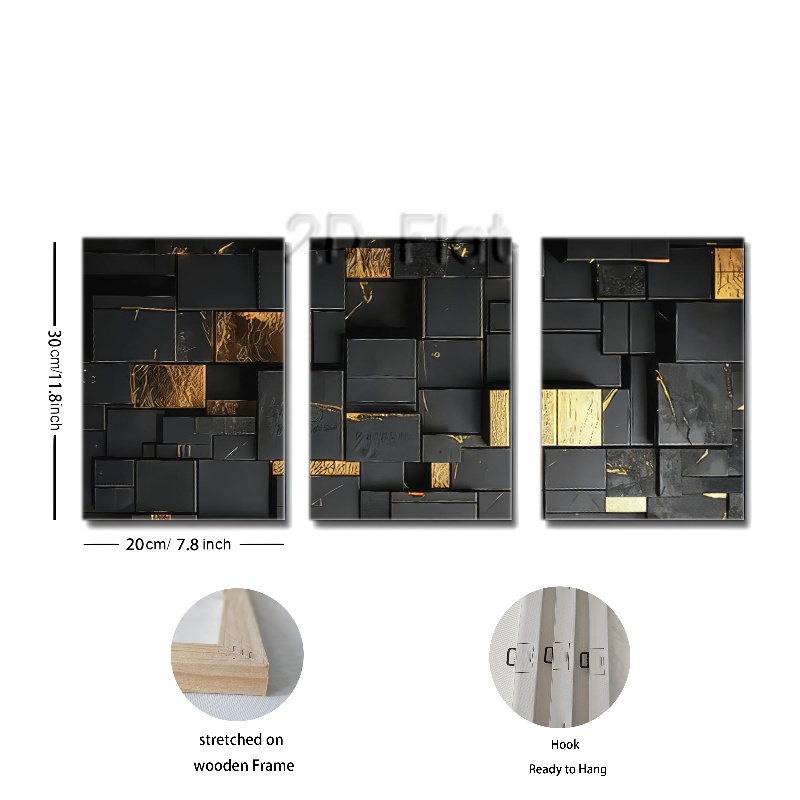 2D Flat
30cm/11.8inch
20cm/ 7.8 inch
stretched on
wooden Frame
Hook
Ready to Hang